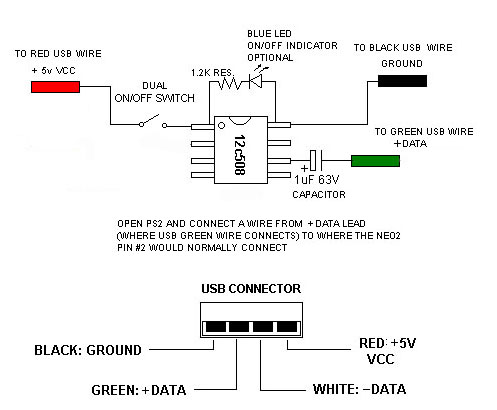 BLUE LED
ON/OFF INDICATOR
OPTIONAL
TO RED USB WIRE
+ 5v VCC
1.2K RES.
TO BLACK USB WIRE
GROUND
DUAL
ON/OFF SWITCH
12c508
TO GREEN USB WIRE
+DATA
+
1uF 63V
CAPACITOR
OPEN PS2 AND CONNECT A WIRE FROM +DATA LEAD
(WHERE USB GREEN WIRE CONNECTS) TO WHERE THE NEO2
PIN #2 WOULD NORMALLY CONNECT
USB CONNECTOR
BLACK: GROUND
RED: +5V
VCC
GREEN: +DATA
WHITE: -DATA